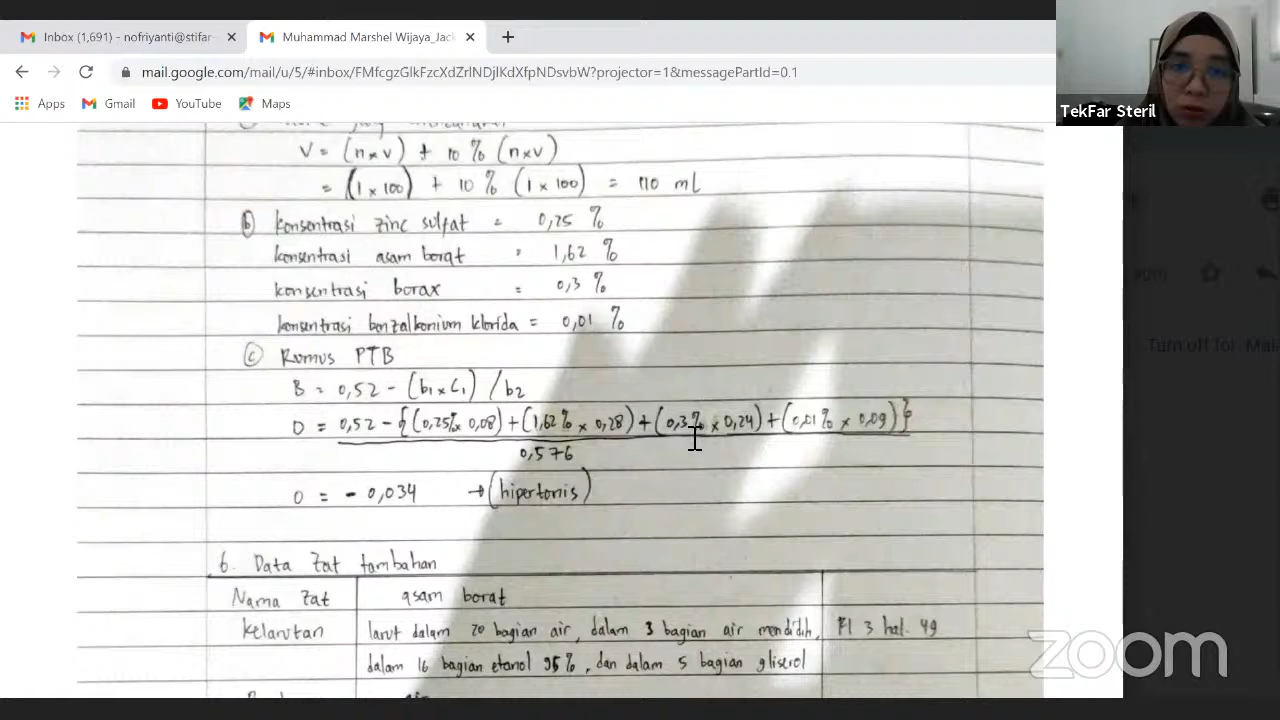 Inbox (1,691) - nofriyanti@stifar
Muhammad Marshel Wijaya_Jack
mail.google.com/mail/u/5/#inbox/FMfcgzGlkFzcXdZrlNDjlKdXfpNDsvbW?projector=1&messagePartId=0.1
Apps Gmail YouTube Maps
TekFar Steril
V = (n×v) + 10 % (n×v)
= (1 × 100) + 10 % (1 × 100) = 110 ml
(b) konsentrasi zinc sulfat = 0,25 %
konsentrasi asam borat = 1,62 %
konsentrasi borax = 0,3 %
konsentrasi benzalkonium klorida = 0,01 %
(c) Rumus PTB
B = 0,52 - (b1 × C1) / b2
0 = 0,52 - {(0,25% × 0,08) + (1,62% × 0,28) + (0,3% × 0,24) + (0,01% × 0,09)}
0,576
0 = - 0,034 → (hipertonis)
6. Data zat tambahan
Nama zat asam borat
Kelarutan larut dalam 20 bagian air, dalam 3 bagian air mendidih, FI 3 hal. 49
dalam 16 bagian etanol 95%, dan dalam 5 bagian gliserol
Turn off for
zoom